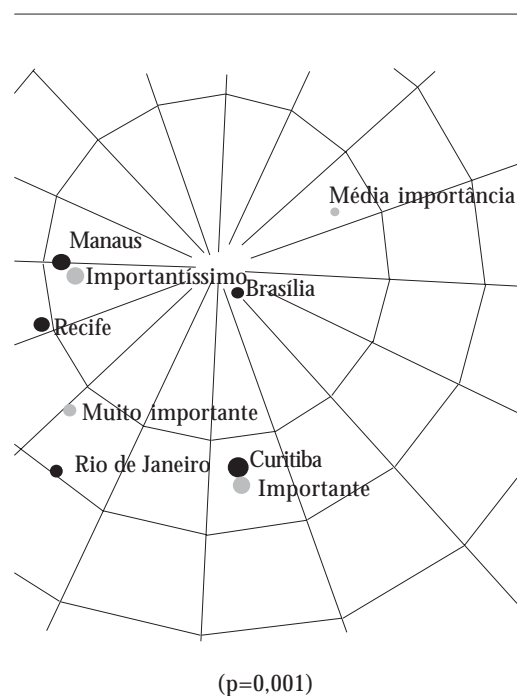 Média importância
Manaus
Importantíssimo
Brasília
Recife
Muito importante
Rio de Janeiro
Curitiba
Importante
(p=0,001)